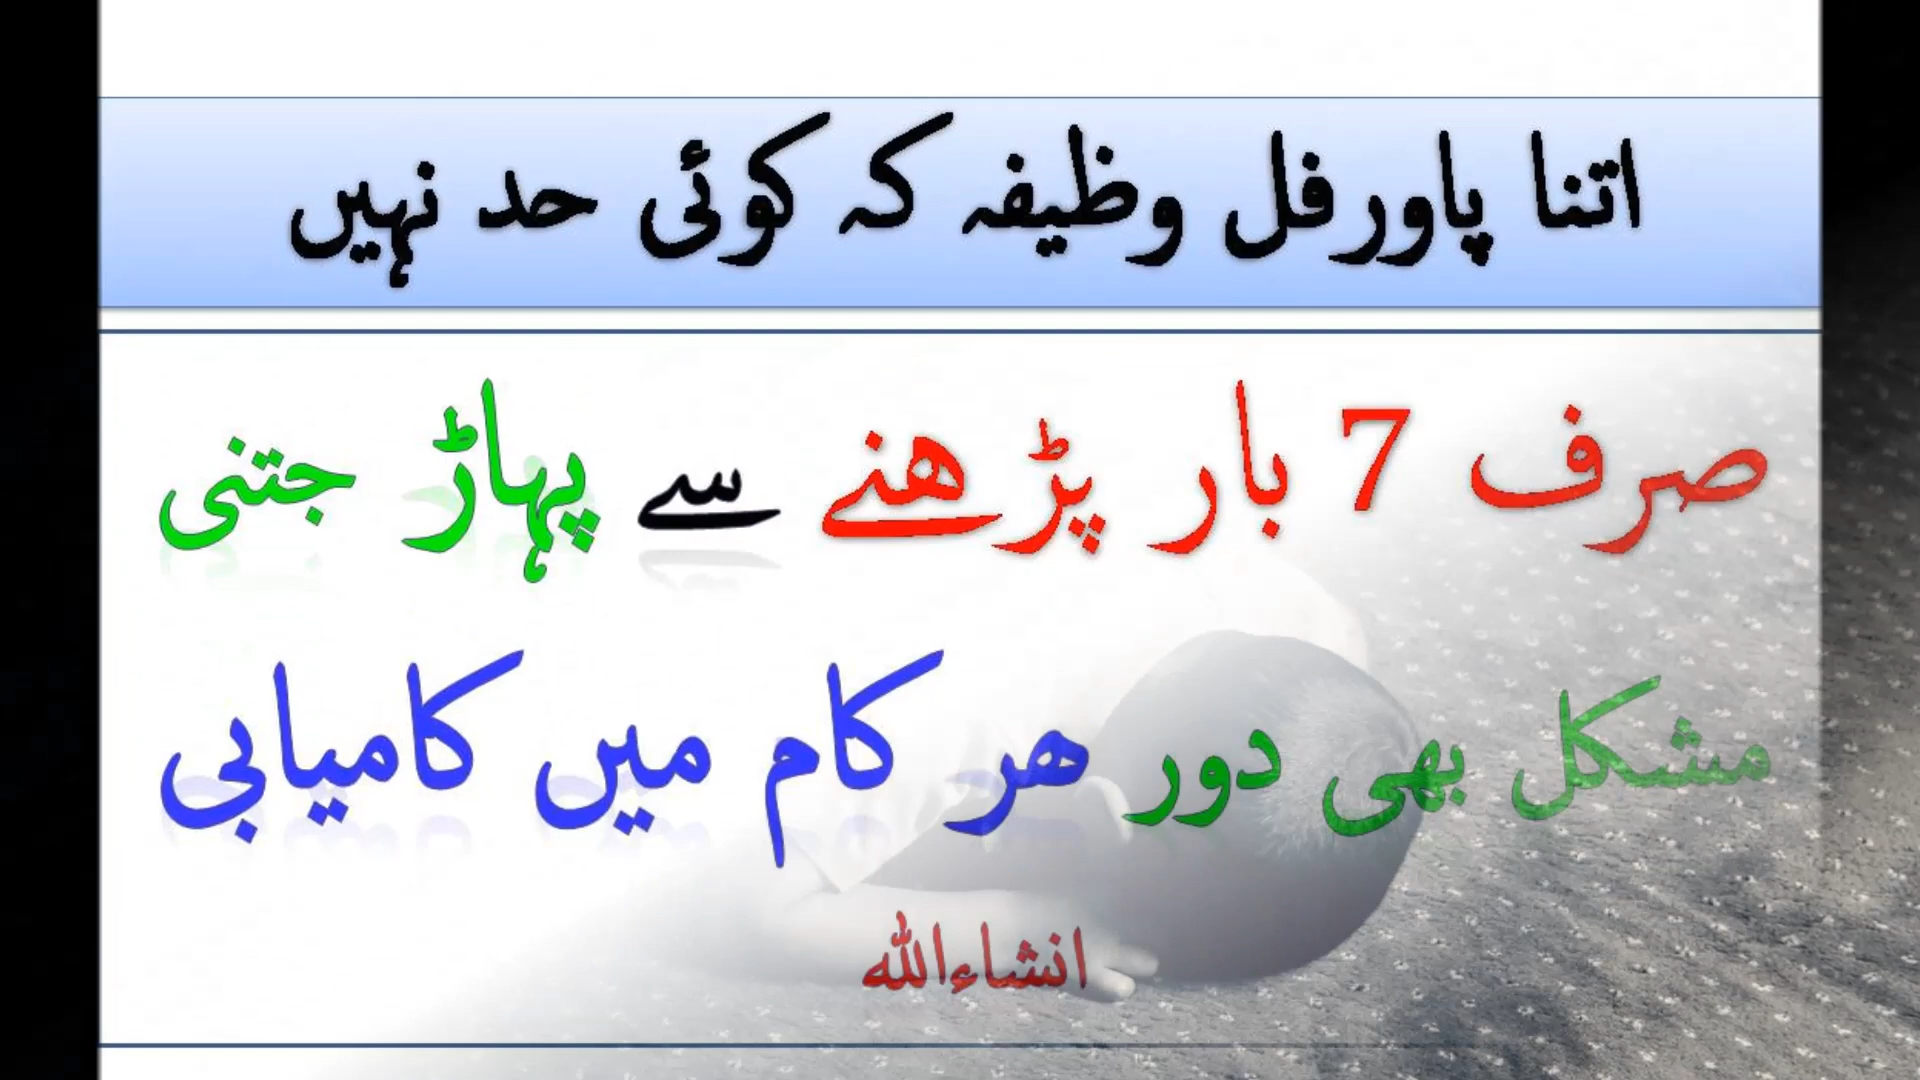 اتنا پاورفل وظیفہ کہ کوئی حد نہیں
صرف 7 بار پڑھنے سے پہاڑ جتنی
مشکل بھی دور ھر کام میں کامیابی
انشاءاللہ